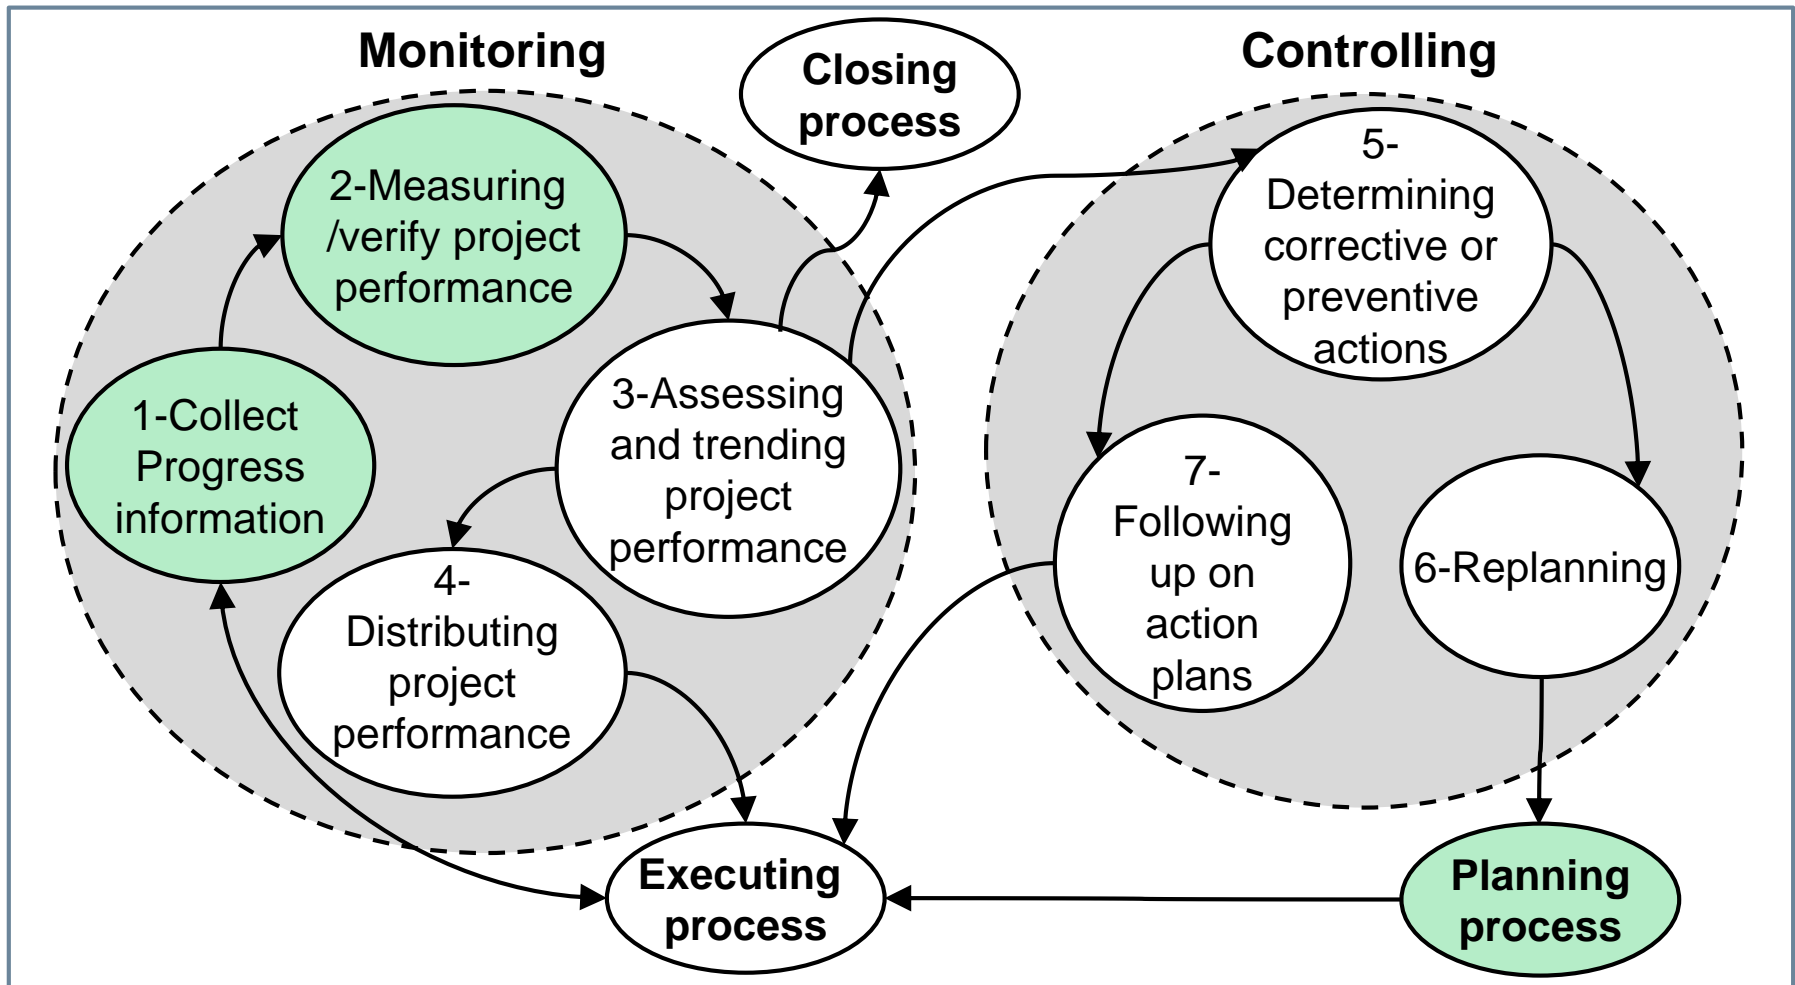 Monitoring
Closing
process
Controlling
2-Measuring
/verify project
performance
1-Collect
Progress
information
3-Assessing
and trending
project
performance
4-
Distributing
project
performance
5-
Determining
corrective or
preventive
actions
7-
Following
up on
action
plans
6-Replanning
Executing
process
Planning
process